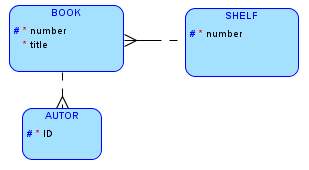 BOOK
# * number
* title
SHELF
# * number
AUTOR
# * ID